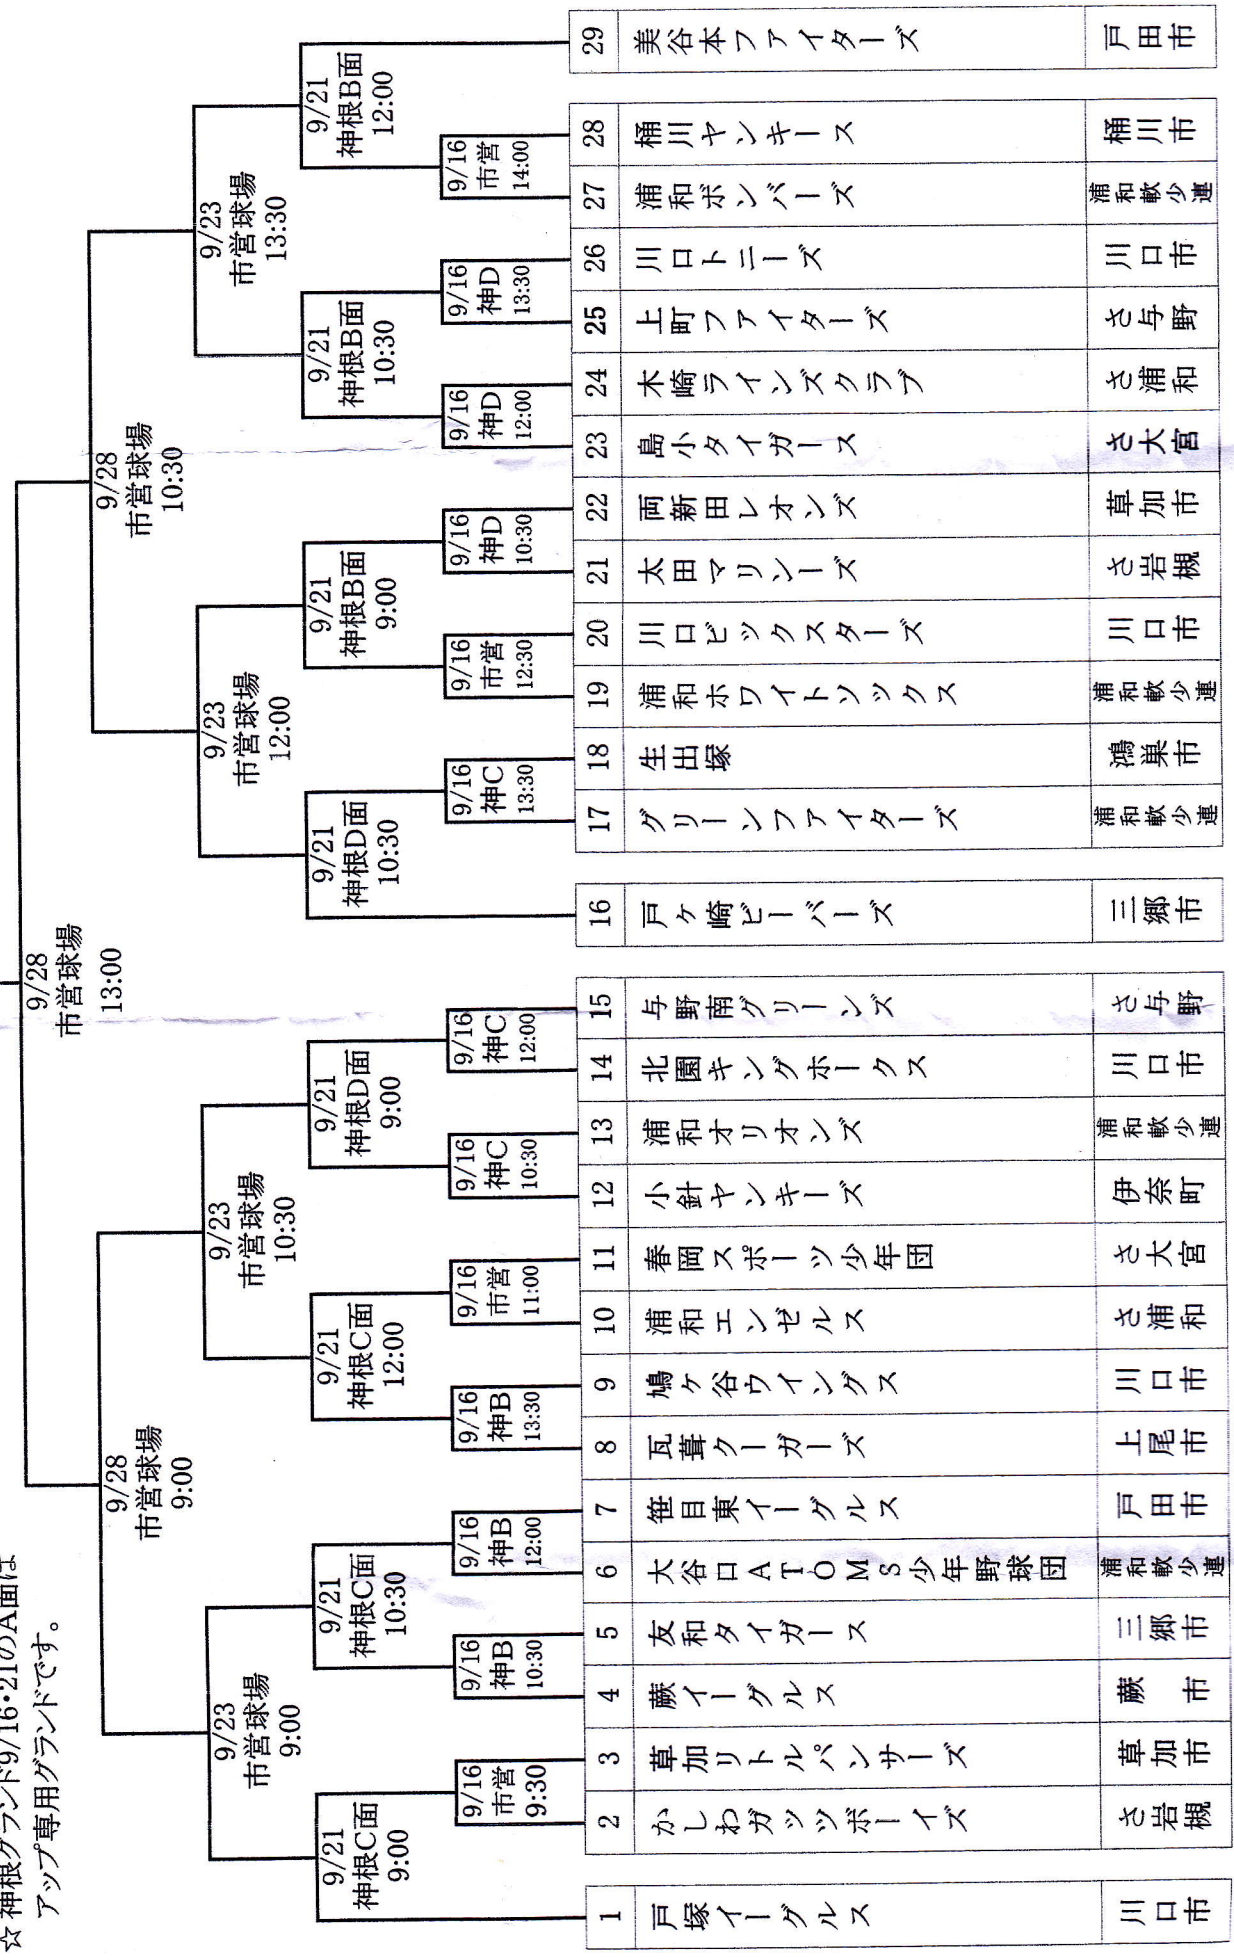 ☆神根グランド9/16・21のA面は
アップ専用グランドです。
9/28
市営球場
13:00
9/28
市営球場
9:00
9/28
市営球場
10:30
9/23
市営球場
9:00
9/23
市営球場
10:30
9/23
市営球場
12:00
9/23
市営球場
13:30
9/21
神根C面
9:00
9/21
神根C面
10:30
9/21
神根C面
12:00
9/21
神根D面
9:00
9/21
神根D面
10:30
9/21
神根B面
9:00
9/21
神根B面
10:30
9/21
神根B面
12:00
9/16
市営
9:30
9/16
神B
10:30
9/16
神B
12:00
9/16
神B
13:30
9/16
市営
11:00
9/16
神C
10:30
9/16
神C
12:00
9/16
神C
13:30
9/16
市営
12:30
9/16
神D
10:30
9/16
神D
12:00
9/16
神D
13:30
9/16
市営
14:00
1 戸塚イーグルス 川口市
2 かしわガッツボーイズ さ岩槻
3 草加リトルパンサーズ 草加市
4 蕨イーグルス 蕨市
5 友和タイガース 三郷市
6 大谷口ATOMS少年野球団 浦和軟少連
7 笹目東イーグルス 戸田市
8 瓦葺クーガーズ 上尾市
9 鳩ヶ谷ウイングス 川口市
10 浦和エンゼルス さ浦和
11 春岡スポーツ少年団 さ大宮
12 小針ヤンキーズ 伊奈町
13 浦和オリオンズ 浦和軟少連
14 北園キングホークス 川口市
15 与野南グリーンズ さ与野
16 戸ヶ崎ビーバーズ 三郷市
17 グリーンファイターズ 浦和軟少連
18 生出塚 鴻巣市
19 浦和ホワイトソックス 浦和軟少連
20 川口ビックスターズ 川口市
21 太田マリーンズ さ岩槻
22 両新田レオンズ 草加市
23 島小タイガース さ大宮
24 木崎ラインズクラブ さ浦和
25 上町ファイターズ さ与野
26 川口トニーズ 川口市
27 浦和ボンバーズ 浦和軟少連
28 桶川ヤンキース 桶川市
29 美谷本ファイターズ 戸田市